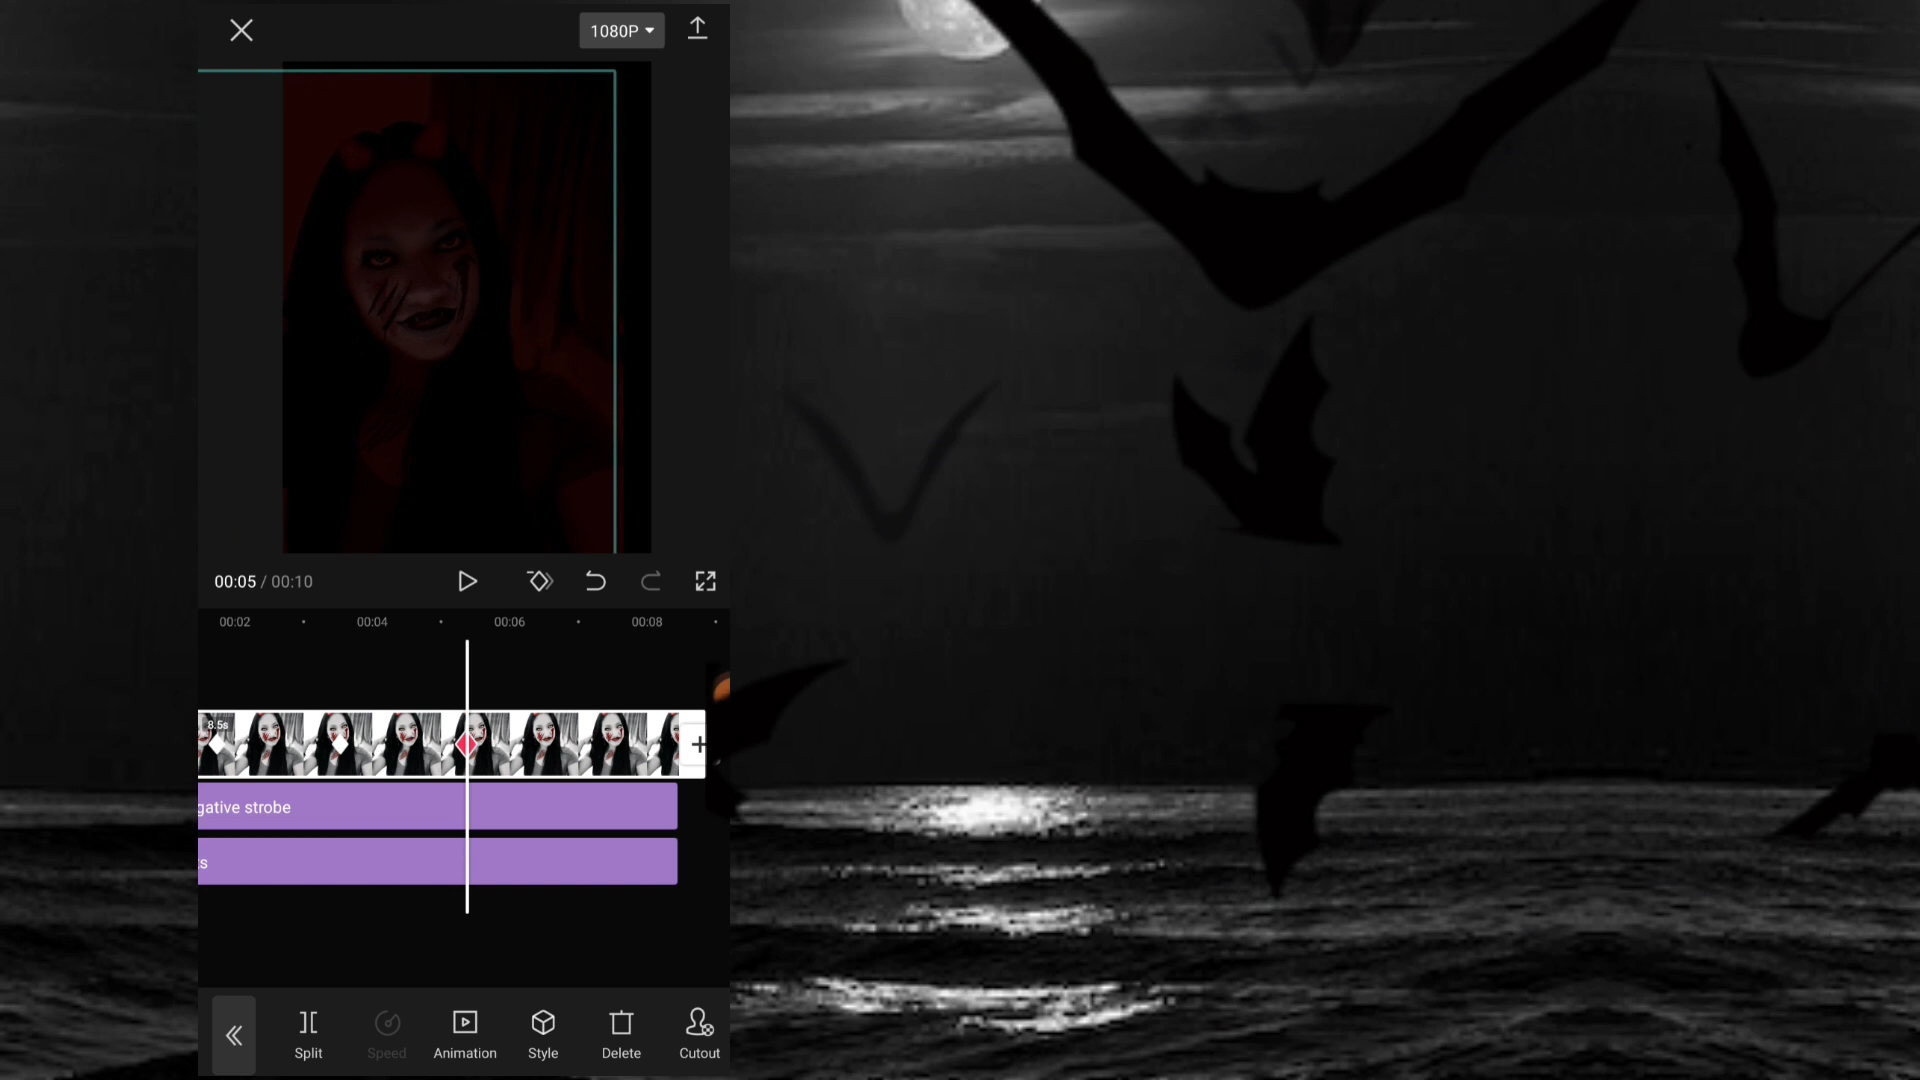 1080P
00:05 / 00:10
00:02
00:04
00:06
00:08
8.5s
gative strobe
s
Split
Speed
Animation
Style
Delete
Cutout